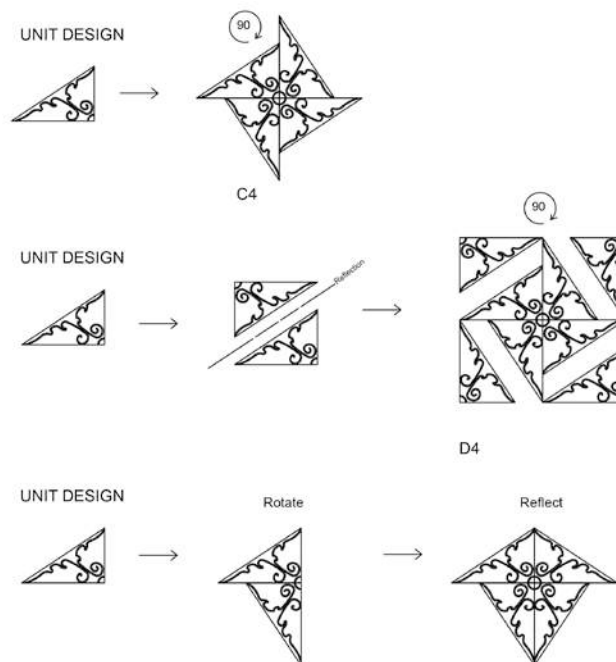 UNIT DESIGN
90
C4
UNIT DESIGN
Reflection
90
D4
UNIT DESIGN
Rotate
Reflect